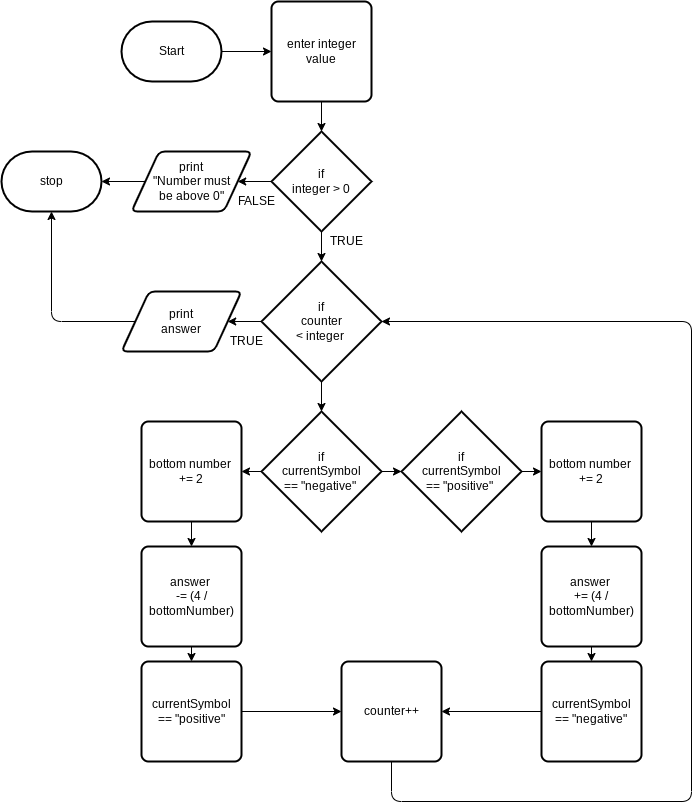 Start
enter integer
value
if
integer > 0
FALSE
print
"Number must
be above 0"
stop
TRUE
if
counter
< integer
TRUE
print
answer
if
currentSymbol
== "negative"
if
currentSymbol
== "positive"
bottom number
+= 2
bottom number
+= 2
answer
-= (4 /
bottomNumber)
answer
+= (4 /
bottomNumber)
currentSymbol
== "positive"
counter++
currentSymbol
== "negative"